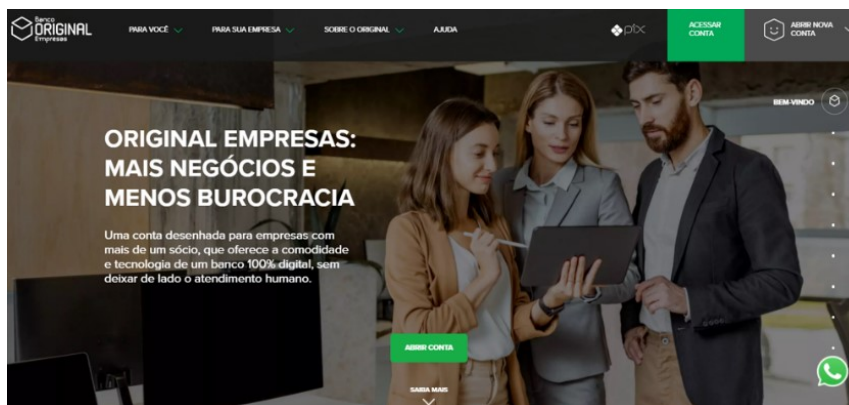 Banco
ORIGINAL
Empresas
PARA VOCÊ
PARA SUA EMPRESA
SOBRE O ORIGINAL
AJUDA
pix
ACESSAR
CONTA
ABRIR NOVA
CONTA
BEM-VINDO
ORIGINAL EMPRESAS:
MAIS NEGÓCIOS E
MENOS BUROCRACIA
Uma conta desenhada para empresas com
mais de um sócio, que oferece a comodidade
e tecnologia de um banco 100% digital, sem
deixar de lado o atendimento humano.
ABRIR CONTA
SAIBA MAIS